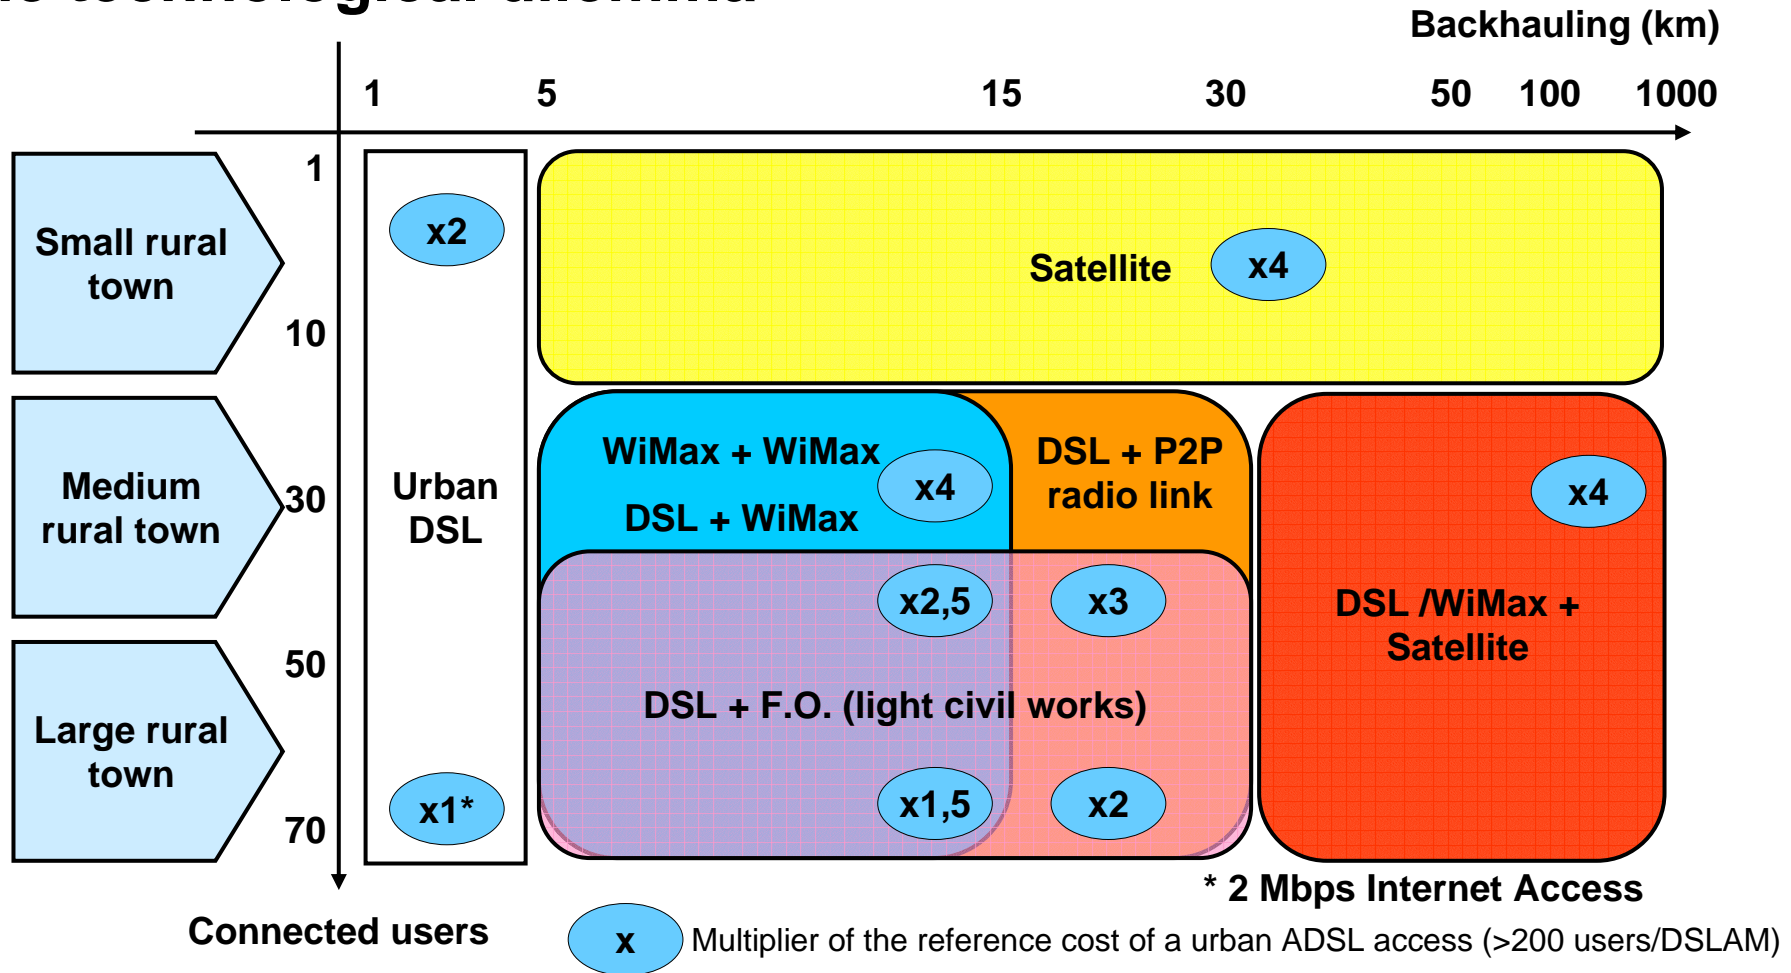 technological dilemma
Backhauling (km)
1 5 15 30 50 100 1000
Small rural
town
1
10
x2
Satellite x4
Medium
rural town
30
Urban
DSL
WiMax + WiMax
DSL + WiMax
x4
DSL + P2P
radio link
x4
x2,5
x3
DSL /WiMax +
Satellite
Large rural
town
50
70
DSL + F.O. (light civil works)
x1*
x1,5
x2
* 2 Mbps Internet Access
Connected users
x Multiplier of the reference cost of a urban ADSL access (>200 users/DSLAM)